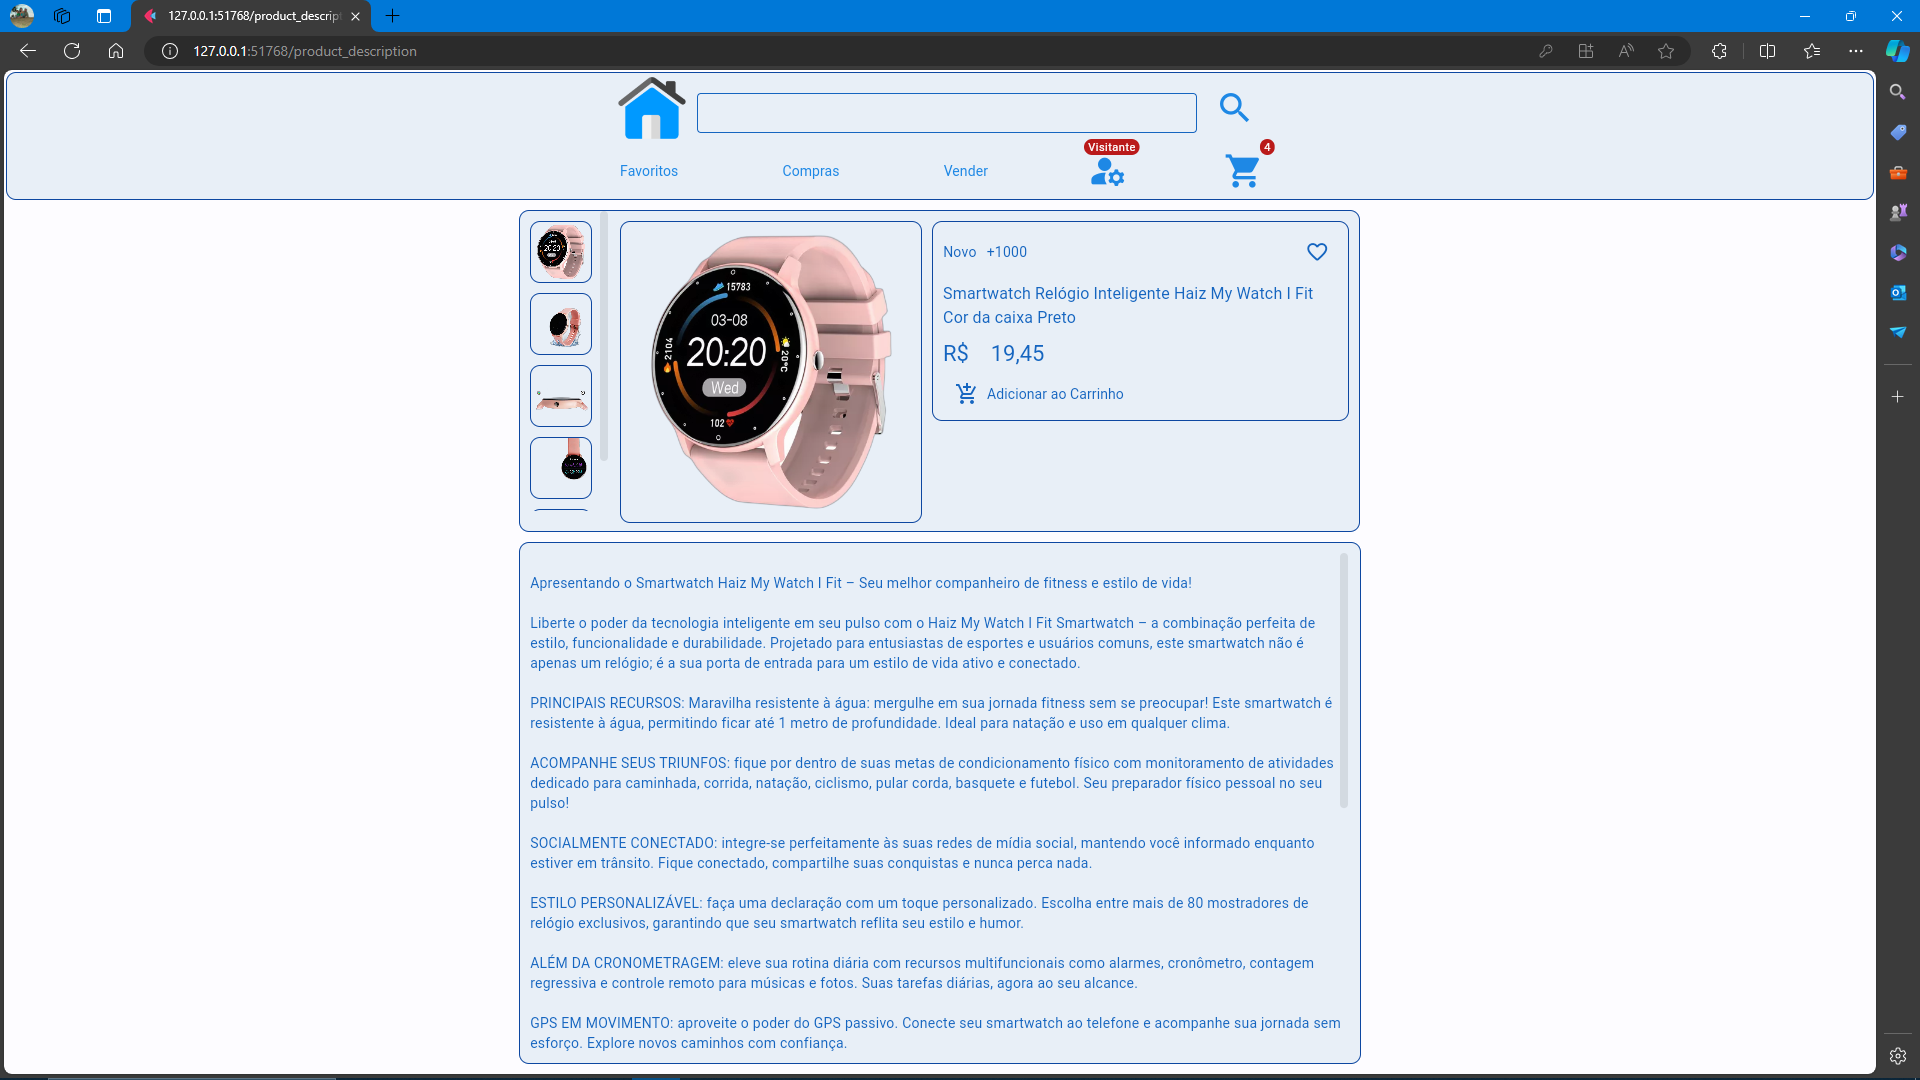 127.0.0.1:51768/product_descrip
127.0.0.1:51768/product_description
Visitante
4
Favoritos
Compras
Vender
15783
03-08
2104
20:20
20°C
Wed
102
Novo +1000
Smartwatch Relógio Inteligente Haiz My Watch I Fit
Cor da caixa Preto
R$ 19,45
Adicionar ao Carrinho
Apresentando o Smartwatch Haiz My Watch I Fit – Seu melhor companheiro de fitness e estilo de vida!
Liberte o poder da tecnologia inteligente em seu pulso com o Haiz My Watch I Fit Smartwatch – a combinação perfeita de
estilo, funcionalidade e durabilidade. Projetado para entusiastas de esportes e usuários comuns, este smartwatch não é
apenas um relógio; é a sua porta de entrada para um estilo de vida ativo e conectado.
PRINCIPAIS RECURSOS: Maravilha resistente à água: mergulhe em sua jornada fitness sem se preocupar! Este smartwatch é
resistente à água, permitindo ficar até 1 metro de profundidade. Ideal para natação e uso em qualquer clima.
ACOMPANHE SEUS TRIUNFOS: fique por dentro de suas metas de condicionamento físico com monitoramento de atividades
dedicado para caminhada, corrida, natação, ciclismo, pular corda, basquete e futebol. Seu preparador físico pessoal no seu
pulso!
SOCIALMENTE CONECTADO: integre-se perfeitamente às suas redes de mídia social, mantendo você informado enquanto
estiver em trânsito. Fique conectado, compartilhe suas conquistas e nunca perca nada.
ESTILO PERSONALIZÁVEL: faça uma declaração com um toque personalizado. Escolha entre mais de 80 mostradores de
relógio exclusivos, garantindo que seu smartwatch reflita seu estilo e humor.
ALÉM DA CRONOMETRAGEM: eleve sua rotina diária com recursos multifuncionais como alarmes, cronômetro, contagem
regressiva e controle remoto para músicas e fotos. Suas tarefas diárias, agora ao seu alcance.
GPS EM MOVIMENTO: aproveite o poder do GPS passivo. Conecte seu smartwatch ao telefone e acompanhe sua jornada sem
esforço. Explore novos caminhos com confiança.